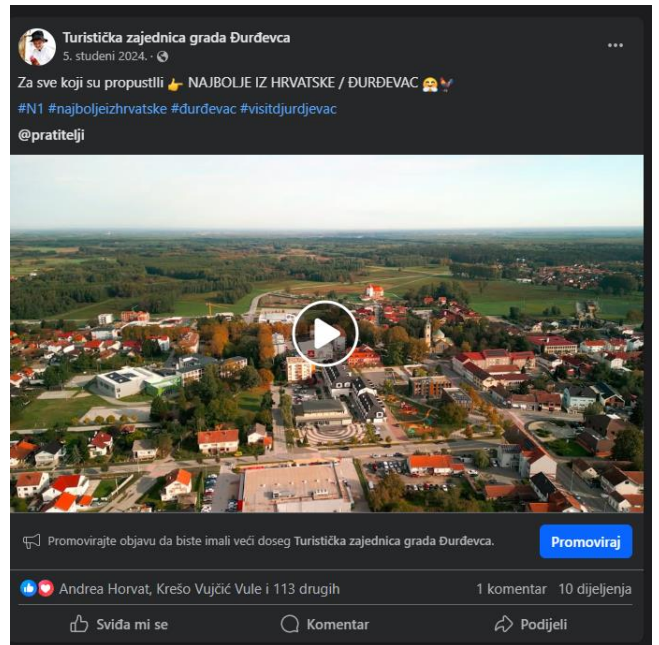 Turistička zajednica grada Đurđevca
5. studeni 2024. ·
Za sve koji su propustlli 👉 NAJBOLJE IZ HRVATSKE / ĐURĐEVAC 🤗🐓
#N1 #najboljeizhrvatske #đurđevac #visitdjurdjevac
@pratitelji
Promovirajte objavu da biste imali veći doseg Turistička zajednica grada Đurđevca.
Promoviraj
Andrea Horvat, Krešo Vujčić Vule i 113 drugih
1 komentar 10 dijeljenja
Sviđa mi se
Komentar
Podijeli